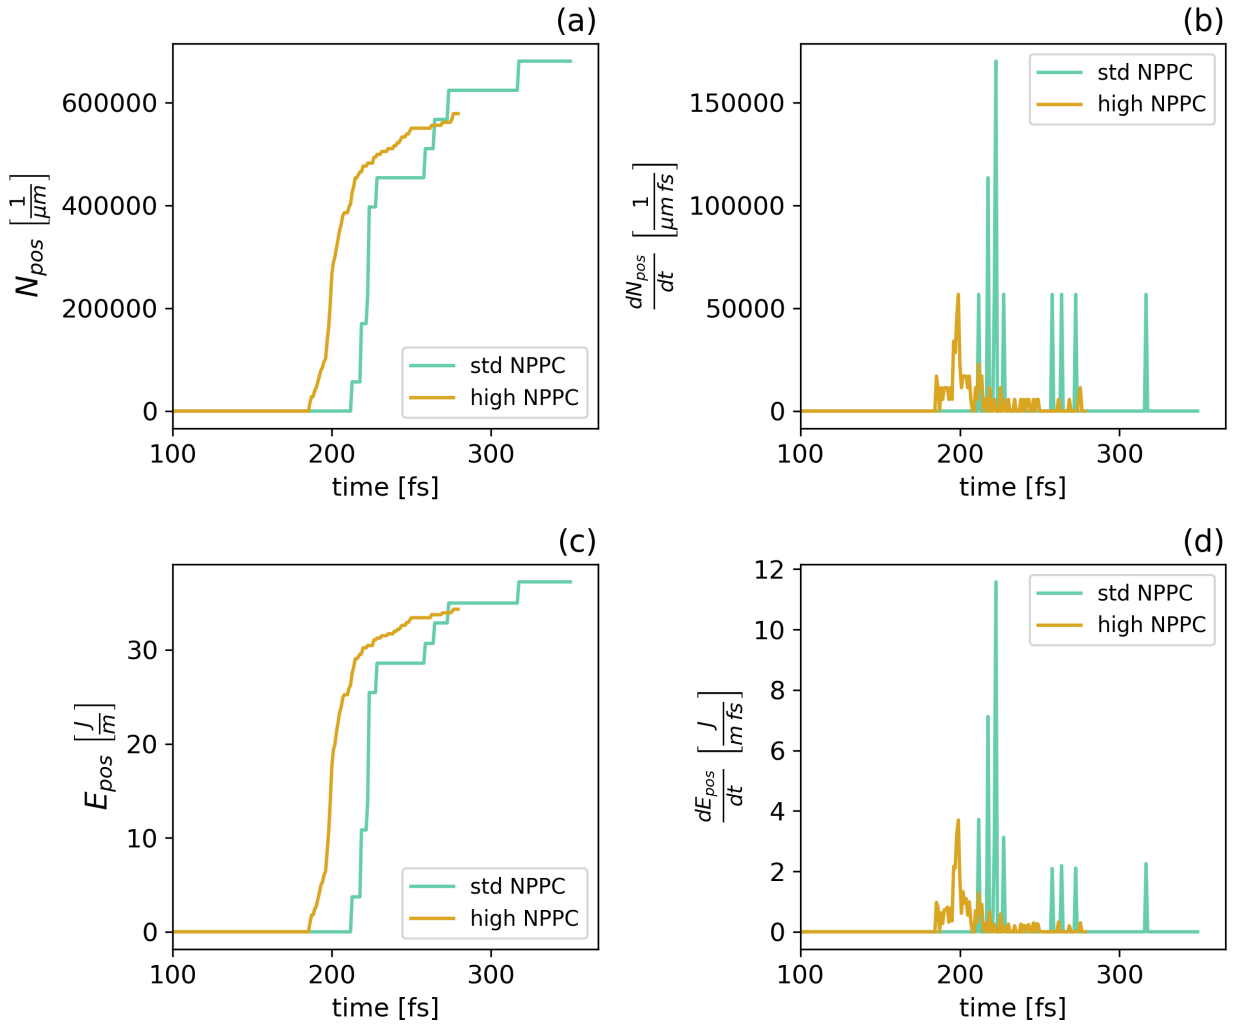 (a)
600000
400000
200000
0
100
200
300
N_pos [1/μm]
time [fs]
std NPPC
high NPPC
(b)
150000
100000
50000
0
100
200
300
dN_pos/dt [1/μm fs]
time [fs]
std NPPC
high NPPC
(c)
30
20
10
0
100
200
300
E_pos [J/m]
time [fs]
std NPPC
high NPPC
(d)
12
10
8
6
4
2
0
100
200
300
dE_pos/dt [J/m fs]
time [fs]
std NPPC
high NPPC